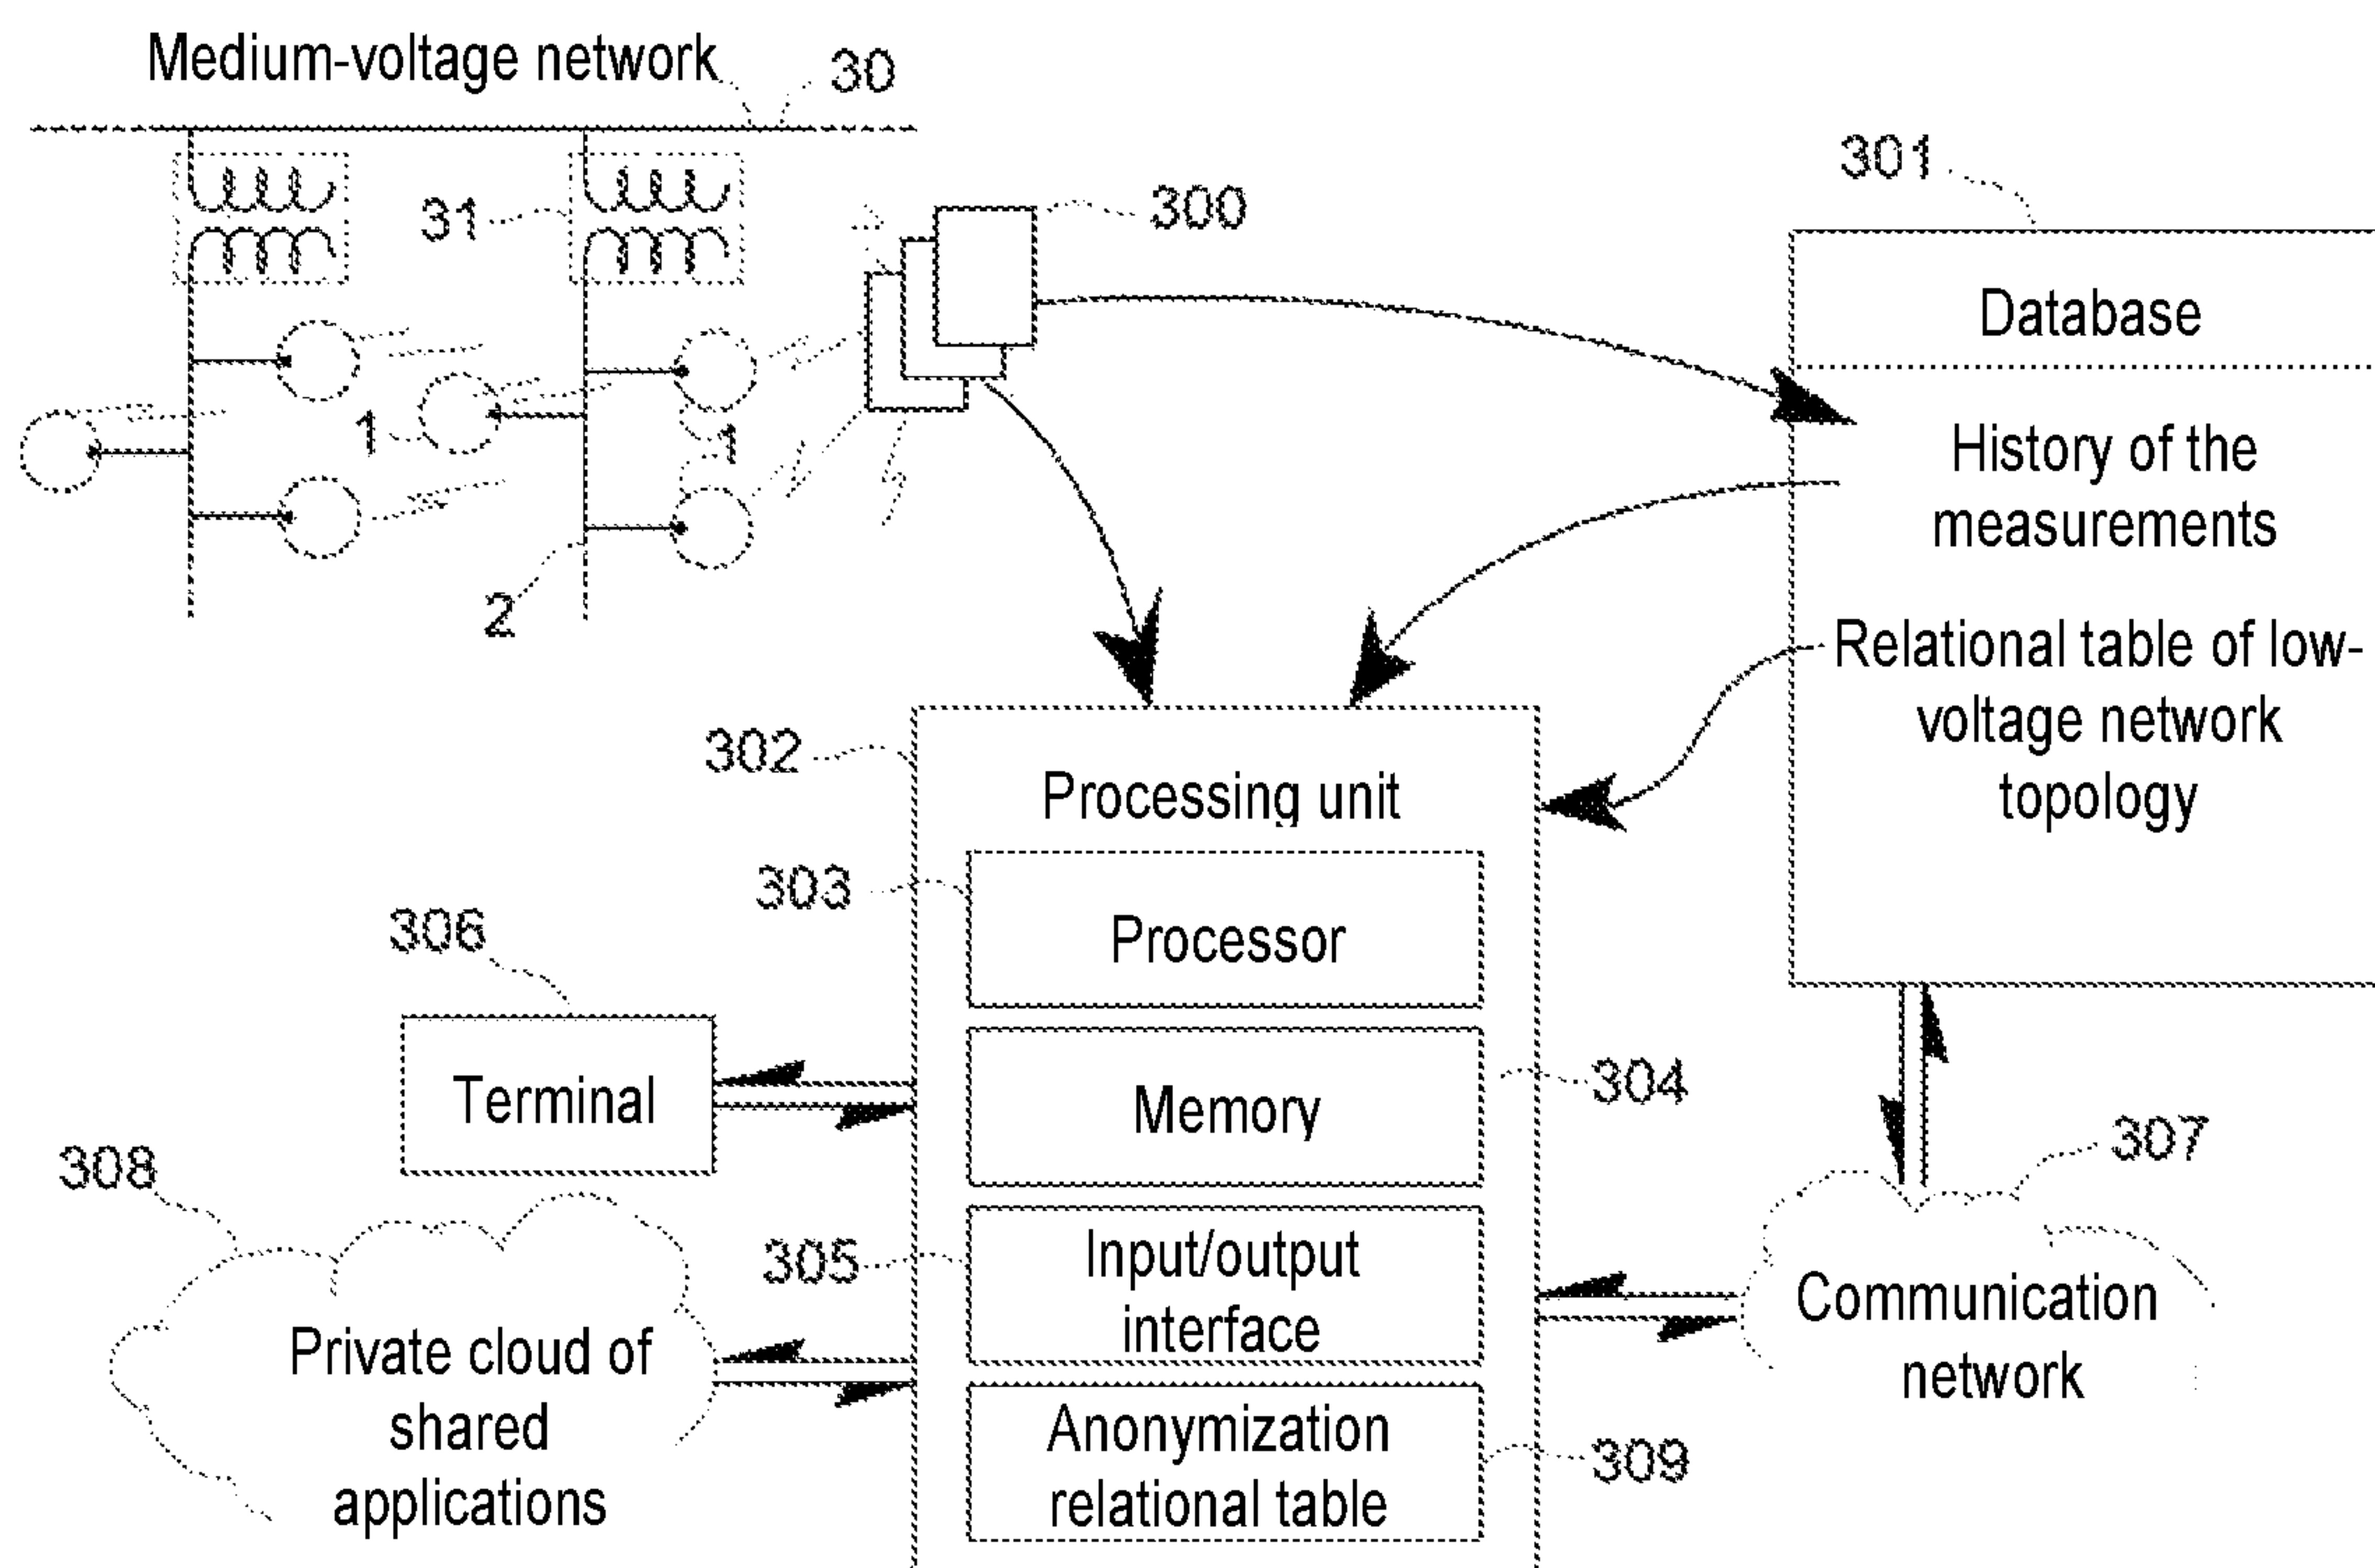 Medium-voltage network
30
301
31
300
Database
1
1
History of the
measurements
2
Relational table of low-
voltage network
topology
302
Processing unit
303
Processor
306
Terminal
304
Memory
307
308
305
Input/output
interface
Communication
network
Private cloud of
shared
applications
Anonymization
relational table
309